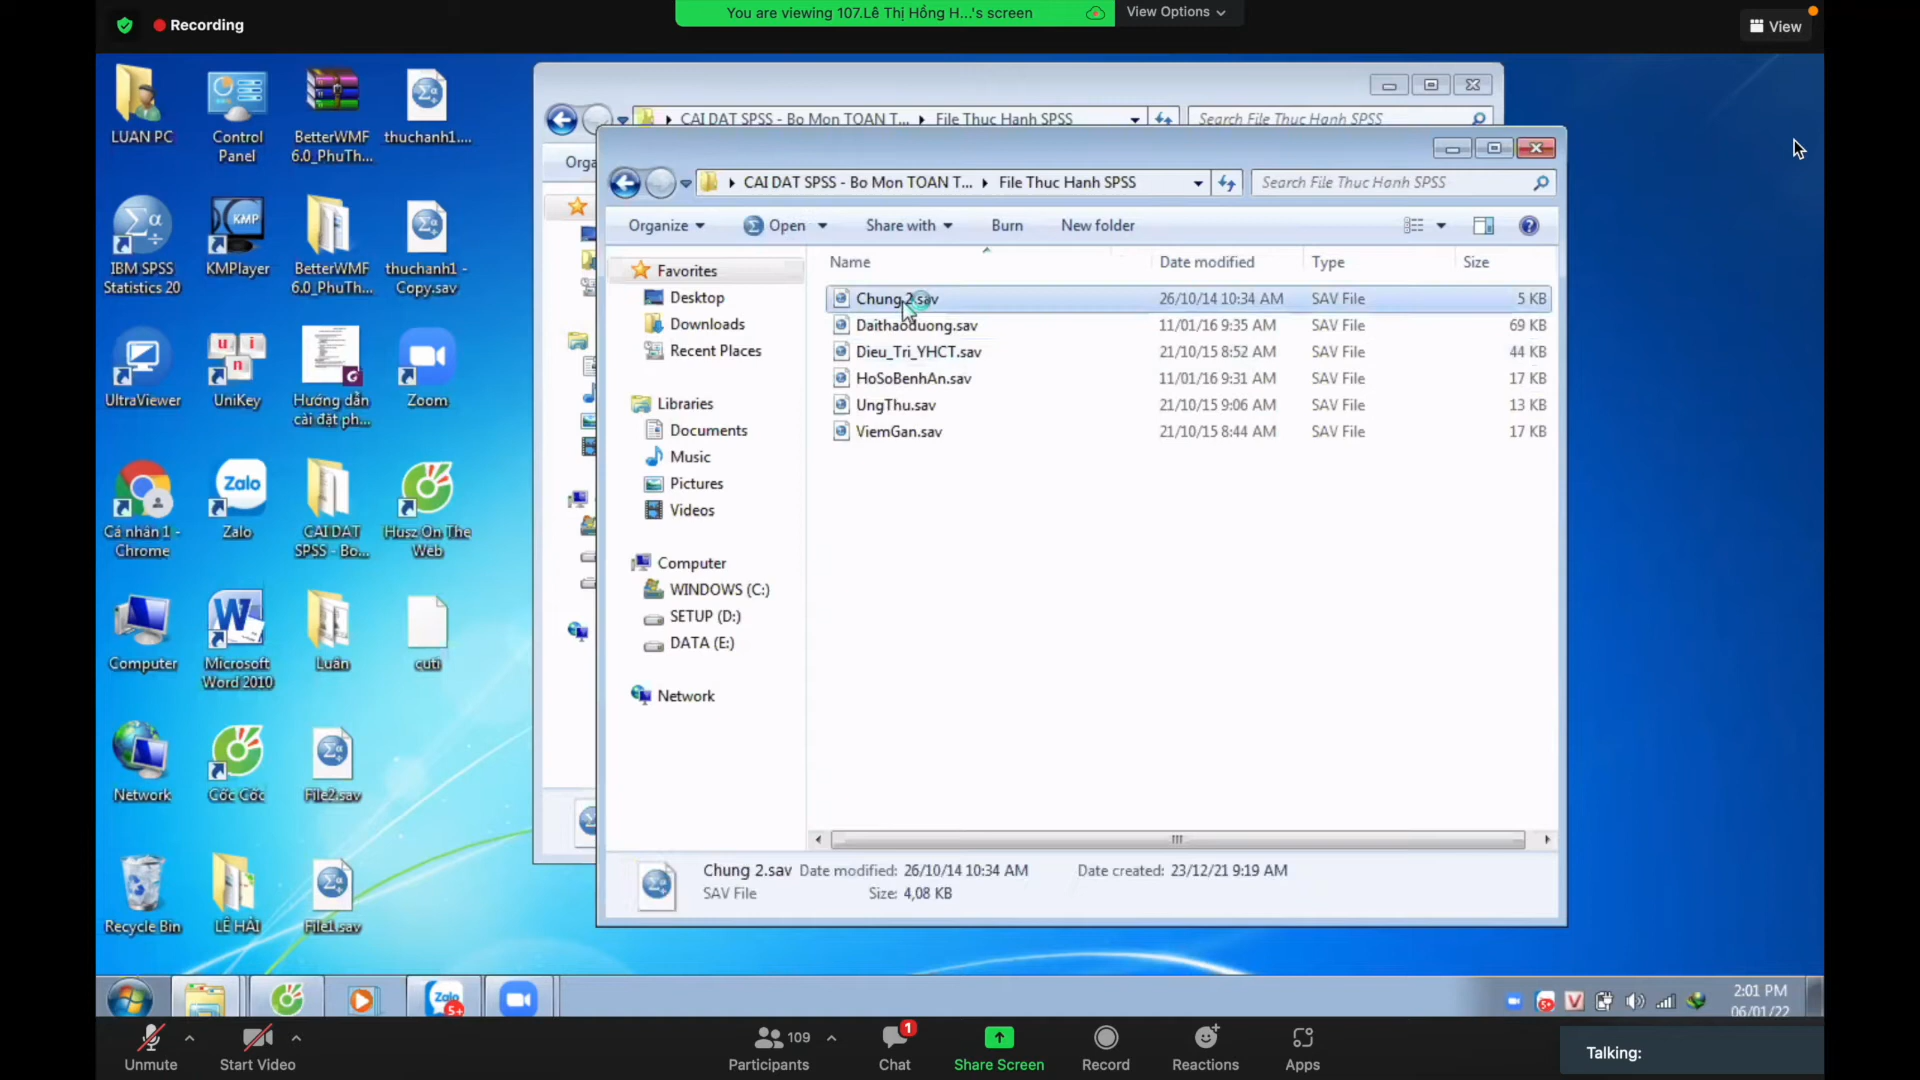 Recording
You are viewing 107.Lê Thị Hồng H...'s screen
View Options
View
LUAN PC
Control Panel
BetterWMF 6.0_PhuTh...
thuchanh1....
IBM SPSS Statistics 20
KMPlayer
BetterWMF 6.0_PhuTh...
thuchanh1 - Copy.sav
UltraViewer
UniKey
Hướng dẫn cài đặt ph...
Zoom
Cá nhân 1 - Chrome
Zalo
CAI DAT SPSS - Bo...
Husz On The Web
Computer
Microsoft Word 2010
Luân
cuti
Network
Cốc Cốc
File2.sav
Recycle Bin
LÊ HẢI
File1.sav
CAI DAT SPSS - Bo Mon TOAN T...
File Thuc Hanh SPSS
Search File Thuc Hanh SPSS
Orga
CAI DAT SPSS - Bo Mon TOAN T...
File Thuc Hanh SPSS
Search File Thuc Hanh SPSS
Organize
Open
Share with
Burn
New folder
Favorites
Desktop
Downloads
Recent Places
Libraries
Documents
Music
Pictures
Videos
Computer
WINDOWS (C:)
SETUP (D:)
DATA (E:)
Network
Name Date modified Type Size
Chung 2.sav 26/10/14 10:34 AM SAV File 5 KB
Daithaoduong.sav 11/01/16 9:35 AM SAV File 69 KB
Dieu_Tri_YHCT.sav 21/10/15 8:52 AM SAV File 44 KB
HoSoBenhAn.sav 11/01/16 9:31 AM SAV File 17 KB
UngThu.sav 21/10/15 9:06 AM SAV File 13 KB
ViemGan.sav 21/10/15 8:44 AM SAV File 17 KB
Chung 2.sav Date modified: 26/10/14 10:34 AM Date created: 23/12/21 9:19 AM
SAV File Size: 4,08 KB
Zalo
5+
2:01 PM
06/01/22
Unmute
Start Video
109
Participants
1
Chat
Share Screen
Record
Reactions
Apps
Talking: